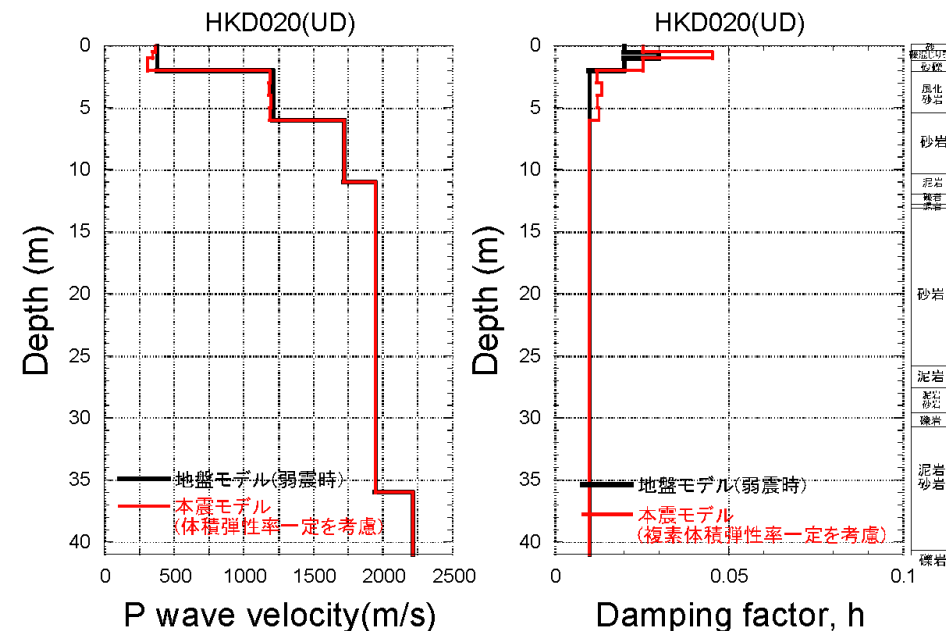 HKD020(UD)
0
5
10
15
20
25
30
35
40
Depth (m)
地盤モデル(弱震時)
本震モデル
(体積弾性率一定を考慮)
0 500 1000 1500 2000 2500
P wave velocity(m/s)
HKD020(UD)
0
5
10
15
20
25
30
35
40
Depth (m)
地盤モデル(弱震時)
本震モデル
(複素体積弾性率一定を考慮)
0 0.05 0.1
Damping factor, h
砂
砂礫
風化
砂岩
砂岩
泥岩
礫岩
泥岩
砂岩
泥岩
泥岩
砂岩
礫岩
泥岩
砂岩
礫岩